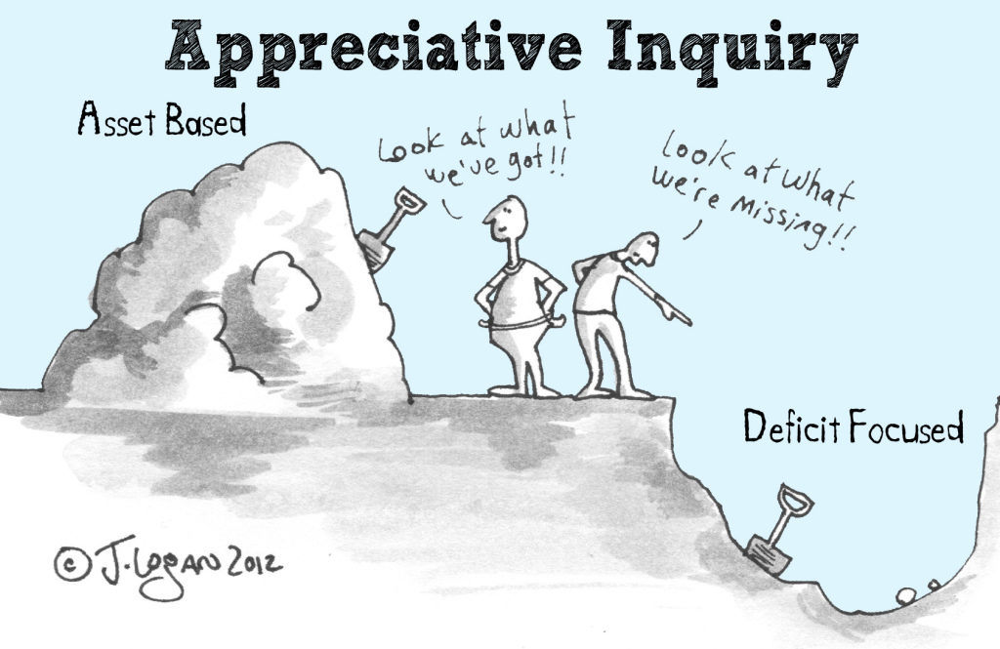 Appreciative Inquiry
Asset Based
Look at what
we've got!!
Look at what
we're missing!!
Deficit Focused
© J.Logan 2012